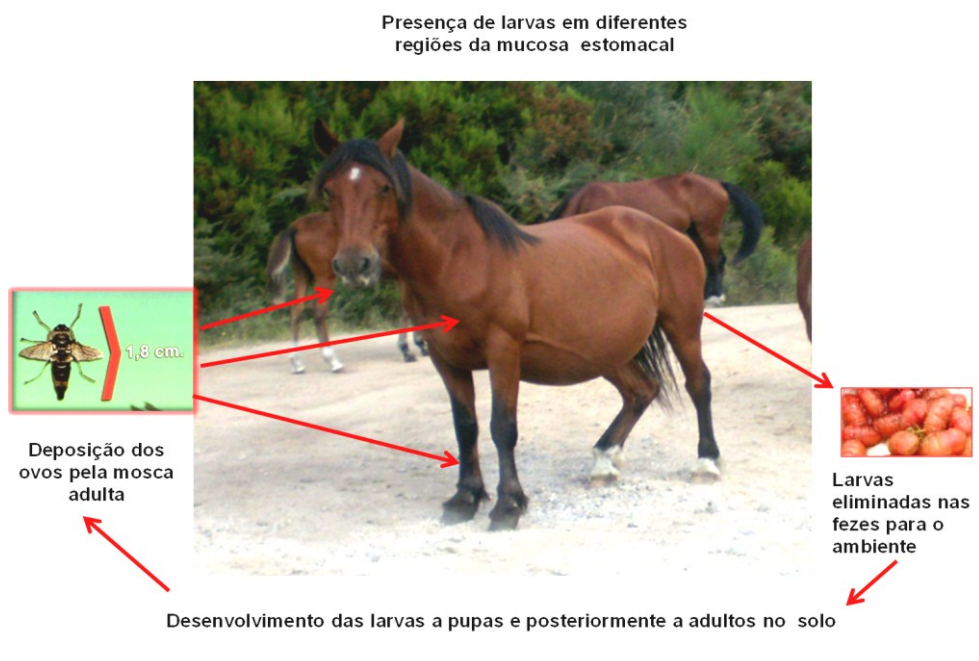 Presença de larvas em diferentes
regiões da mucosa estomacal
1,8 cm.
Deposição dos
ovos pela mosca
adulta
Larvas
eliminadas nas
fezes para o
ambiente
Desenvolvimento das larvas a pupas e posteriormente a adultos no solo